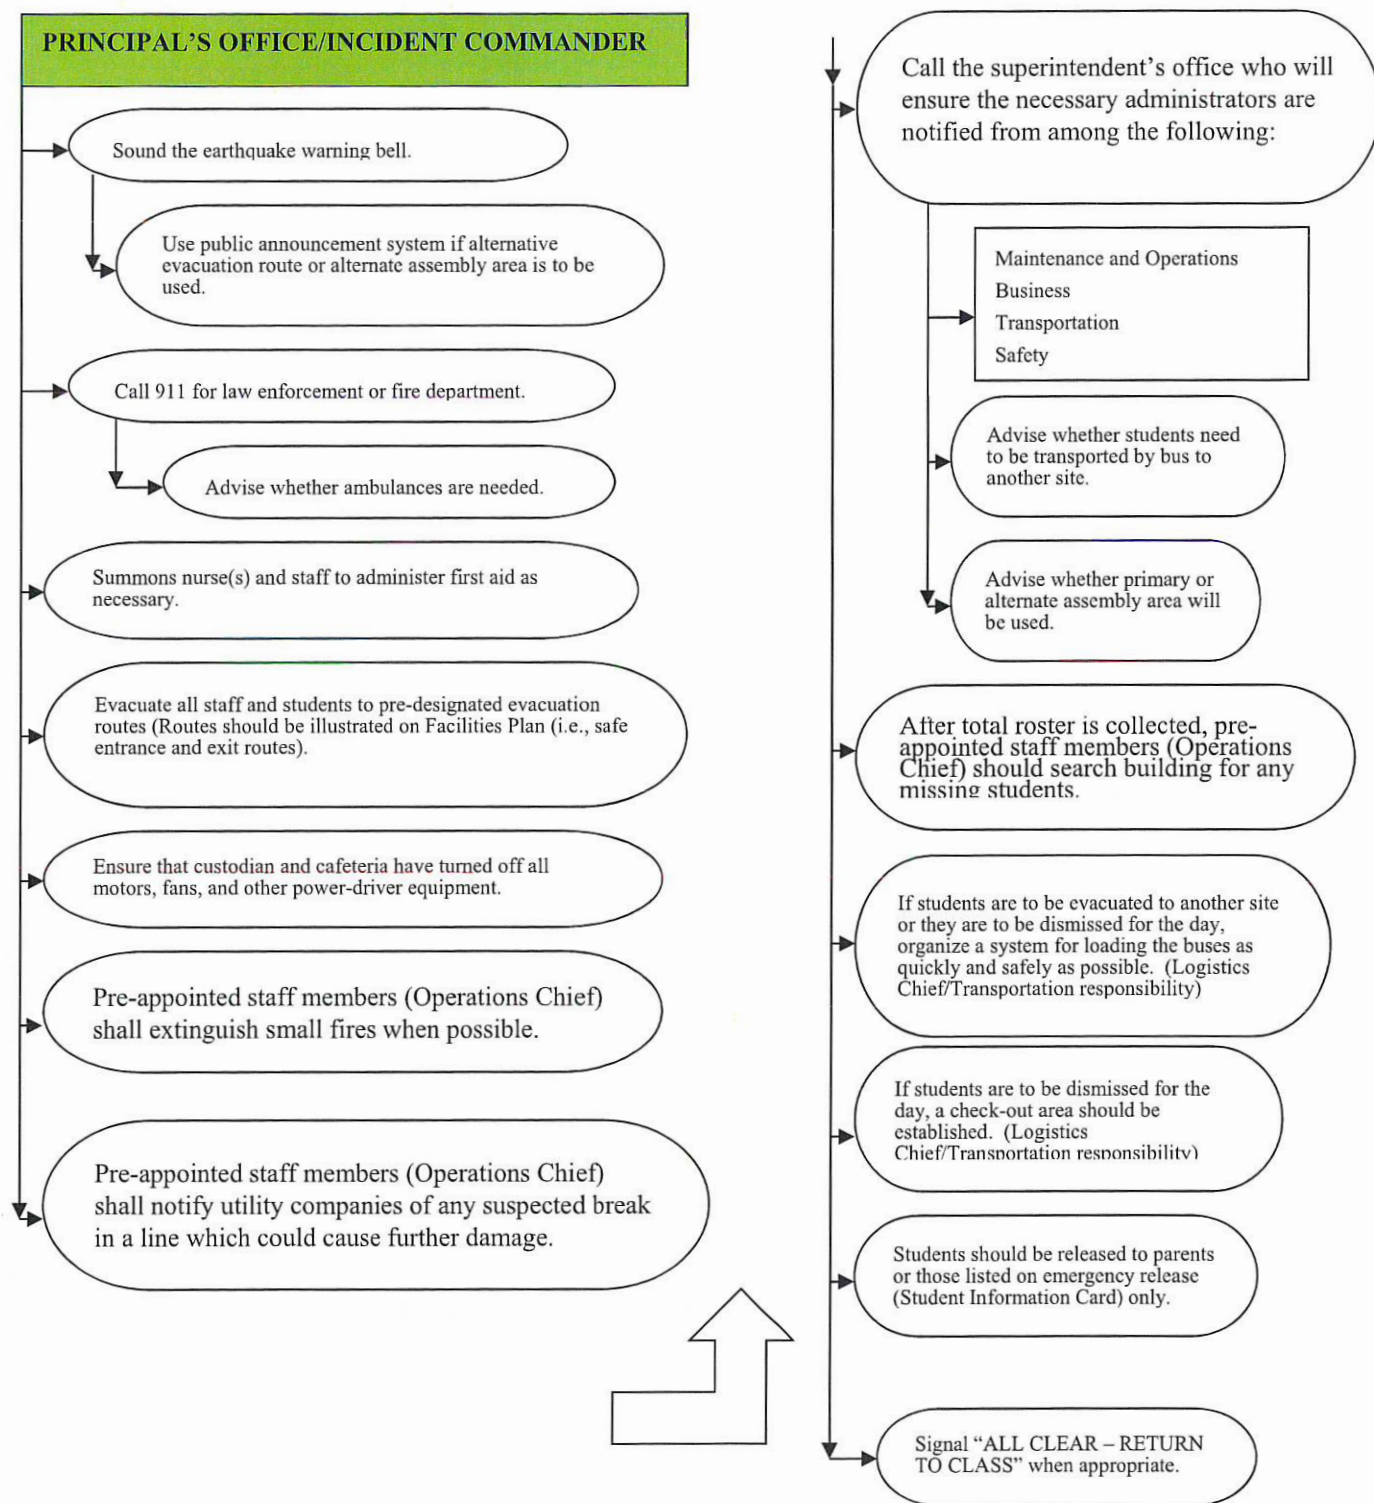 PRINCIPAL'S OFFICE/INCIDENT COMMANDER
Sound the earthquake warning bell.
Use public announcement system if alternative
evacuation route or alternate assembly area is to be
used.
Call 911 for law enforcement or fire department.
Advise whether ambulances are needed.
Summons nurse(s) and staff to administer first aid as
necessary.
Evacuate all staff and students to pre-designated evacuation
routes (Routes should be illustrated on Facilities Plan (i.e., safe
entrance and exit routes).
Ensure that custodian and cafeteria have turned off all
motors, fans, and other power-driver equipment.
Pre-appointed staff members (Operations Chief)
shall extinguish small fires when possible.
Pre-appointed staff members (Operations Chief)
shall notify utility companies of any suspected break
in a line which could cause further damage.
Call the superintendent's office who will
ensure the necessary administrators are
notified from among the following:
Maintenance and Operations
Business
Transportation
Safety
Advise whether students need
to be transported by bus to
another site.
Advise whether primary or
alternate assembly area will
be used.
After total roster is collected, pre-
appointed staff members (Operations
Chief) should search building for any
missing students.
If students are to be evacuated to another site
or they are to be dismissed for the day,
organize a system for loading the buses as
quickly and safely as possible.  (Logistics
Chief/Transportation responsibility)
If students are to be dismissed for the
day, a check-out area should be
established.  (Logistics
Chief/Transportation responsibility)
Students should be released to parents
or those listed on emergency release
(Student Information Card) only.
Signal "ALL CLEAR – RETURN
TO CLASS" when appropriate.